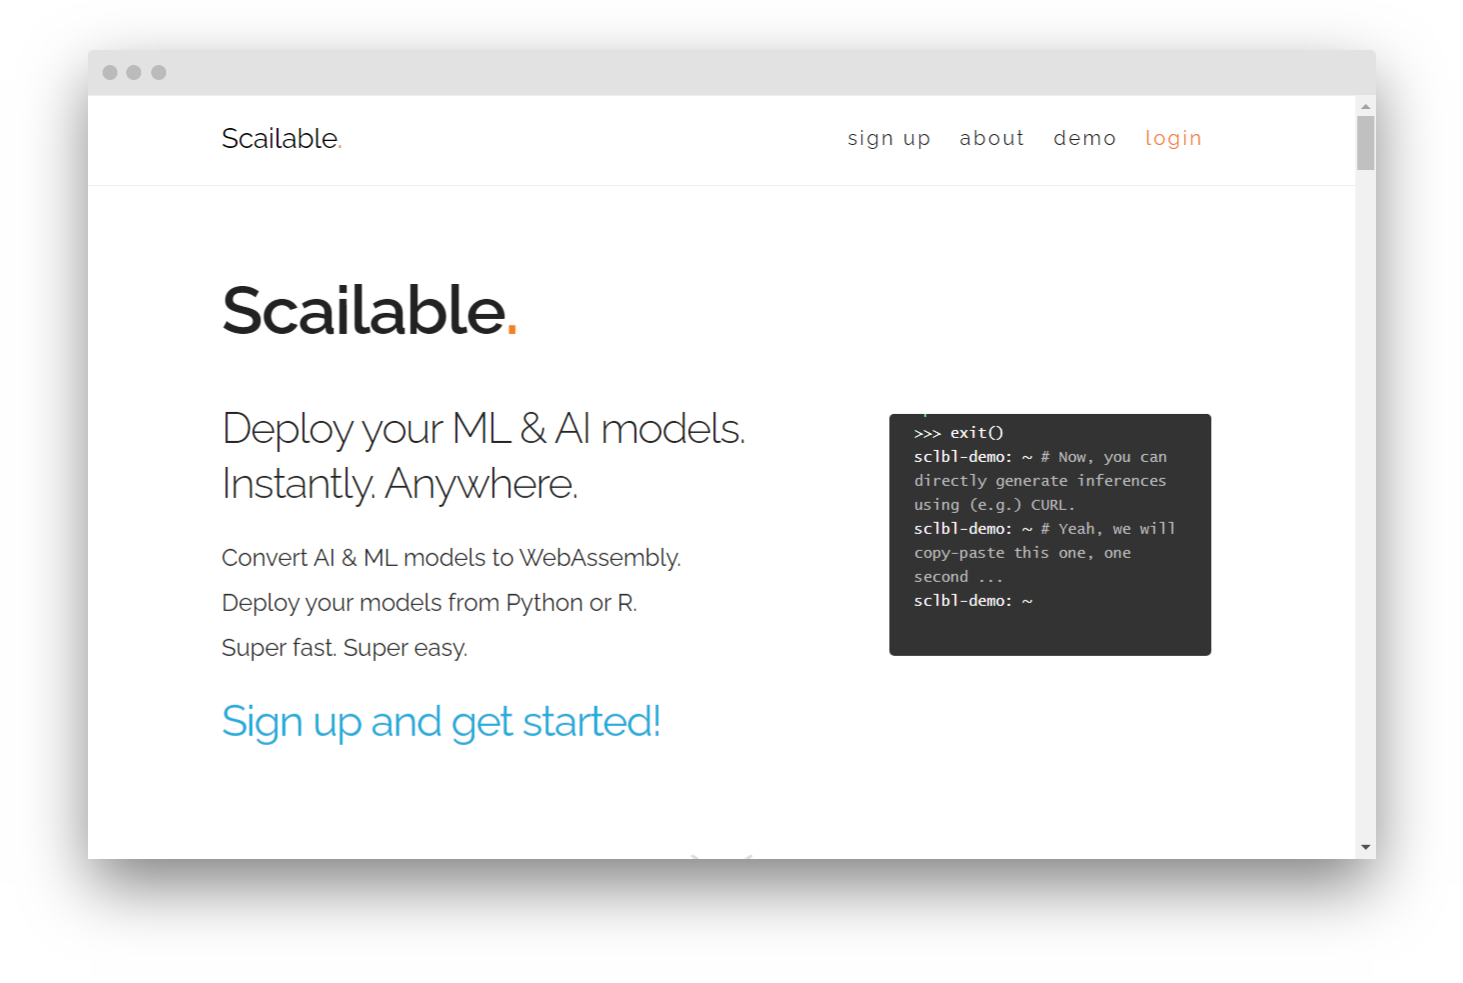 Scailable.
sign up about demo login
Scailable.
Deploy your ML & AI models.
Instantly. Anywhere.
Convert AI & ML models to WebAssembly.
Deploy your models from Python or R.
Super fast. Super easy.
Sign up and get started!
>>> exit()
sclbl-demo: ~ # Now, you can
directly generate inferences
using (e.g.) CURL.
sclbl-demo: ~ # Yeah, we will
copy-paste this one, one
second ...
sclbl-demo: ~